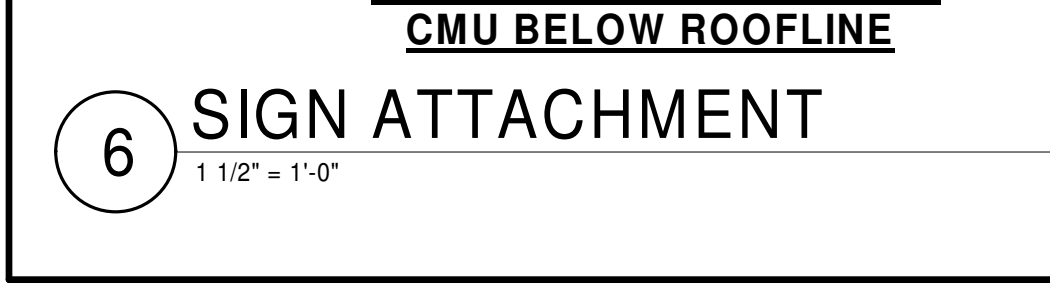 CMU BELOW ROOFLINE
6
SIGN ATTACHMENT
1 1/2" = 1'-0"